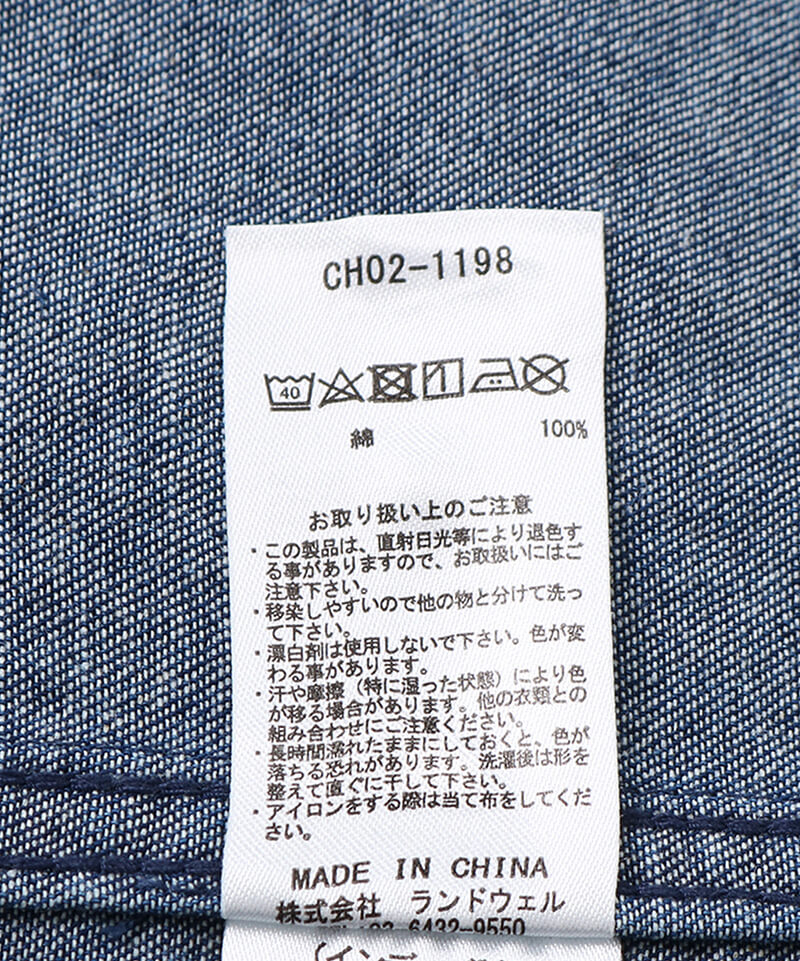 CH02-1198
40
綿 100%
お取り扱い上のご注意
・この製品は、直射日光等により退色す
る事がありますので、お取扱いにはご
注意下さい。
・移染しやすいので他の物と分けて洗っ
て下さい。
・漂白剤は使用しないで下さい。色が変
わる事があります。
・汗や摩擦（特に湿った状態）により色
が移る場合があります。他の衣類との
組み合わせにご注意ください。
・長時間濡れたままにしておくと、色が
落ちる恐れがあります。洗濯後は形を
整えて直ぐに干して下さい。
・アイロンをする際は当て布をしてくだ
さい。
MADE IN CHINA
株式会社 ランドウェル
TEL:03-6432-9550